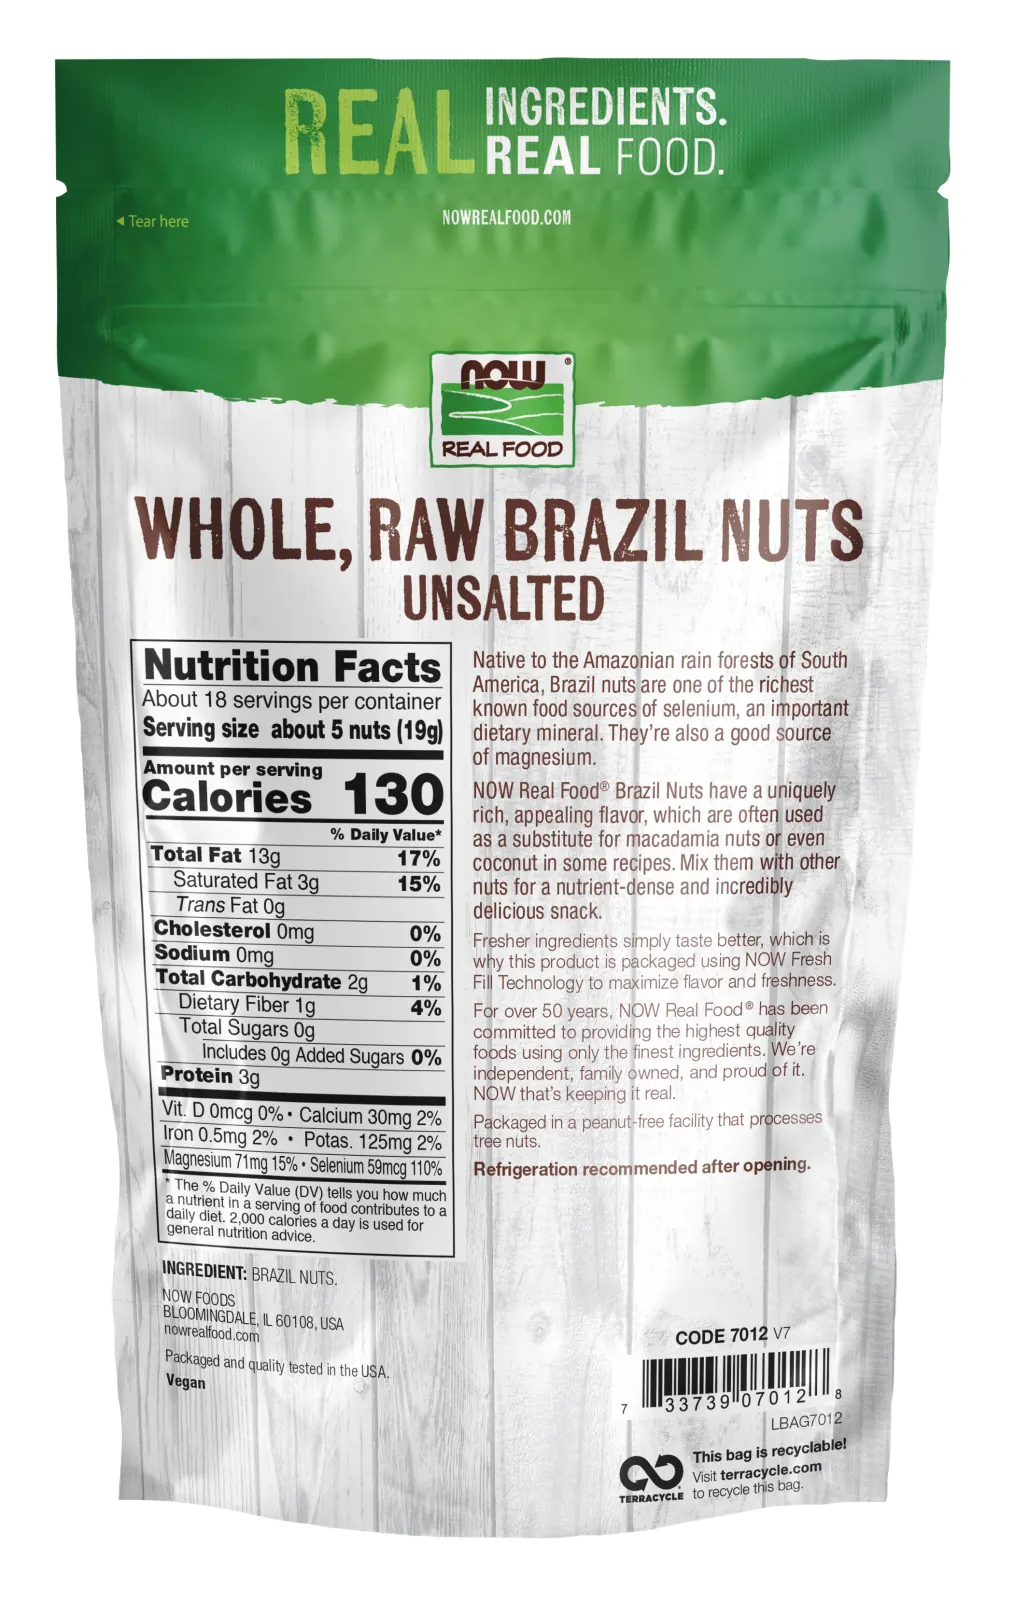 REAL INGREDIENTS.
REAL FOOD.
◄ Tear here
NOWREALFOOD.COM
NOW®
REAL FOOD
WHOLE, RAW BRAZIL NUTS
UNSALTED
Nutrition Facts
About 18 servings per container
Serving size about 5 nuts (19g)
Amount per serving
Calories 130
% Daily Value*
Total Fat 13g 17%
Saturated Fat 3g 15%
Trans Fat 0g
Cholesterol 0mg 0%
Sodium 0mg 0%
Total Carbohydrate 2g 1%
Dietary Fiber 1g 4%
Total Sugars 0g
Includes 0g Added Sugars 0%
Protein 3g
Vit. D 0mcg 0% • Calcium 30mg 2%
Iron 0.5mg 2% • Potas. 125mg 2%
Magnesium 71mg 15% • Selenium 59mcg 110%
* The % Daily Value (DV) tells you how much
a nutrient in a serving of food contributes to a
daily diet. 2,000 calories a day is used for
general nutrition advice.
INGREDIENT: BRAZIL NUTS.
NOW FOODS
BLOOMINGDALE, IL 60108, USA
nowrealfood.com
Packaged and quality tested in the USA.
Vegan
Native to the Amazonian rain forests of South
America, Brazil nuts are one of the richest
known food sources of selenium, an important
dietary mineral. They're also a good source
of magnesium.
NOW Real Food® Brazil Nuts have a uniquely
rich, appealing flavor, which are often used
as a substitute for macadamia nuts or even
coconut in some recipes. Mix them with other
nuts for a nutrient-dense and incredibly
delicious snack.
Fresher ingredients simply taste better, which is
why this product is packaged using NOW Fresh
Fill Technology to maximize flavor and freshness.
For over 50 years, NOW Real Food® has been
committed to providing the highest quality
foods using only the finest ingredients. We're
independent, family owned, and proud of it.
NOW that's keeping it real.
Packaged in a peanut-free facility that processes
tree nuts.
Refrigeration recommended after opening.
CODE 7012 V7
7 33739 07012 8
LBAG7012
TERRACYCLE
This bag is recyclable!
Visit terracycle.com
to recycle this bag.